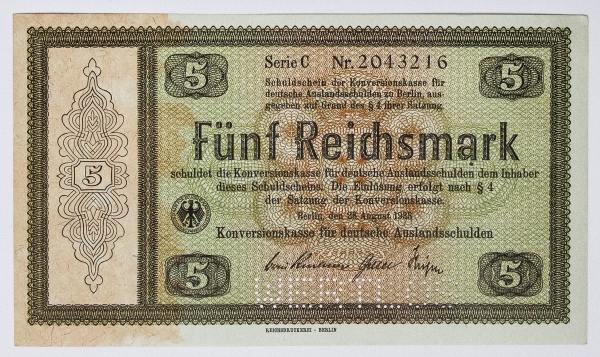 5
5
Serie C Nr. 2043216
Schuldschein der Konversionskasse für
deutsche Auslandsschulden zu Berlin, aus-
gegeben auf Grund des § 4 ihrer Satzung.
Fünf Reichsmark
5
schuldet die Konversionskasse für deutsche Auslandsschulden dem Inhaber
dieses Schuldscheins. Die Einlösung erfolgt nach § 4
der Satzung der Konversionskasse.
Berlin, den 28. August 1933
Konversionskasse für deutsche Auslandsschulden
5
5
REICHSDRUCKEREI - BERLIN